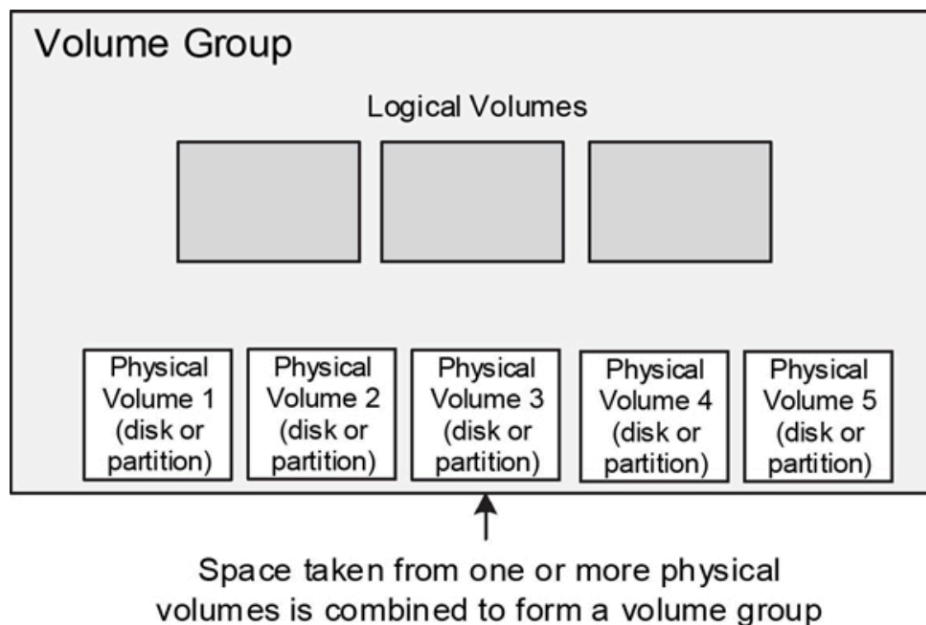 Volume Group
Logical Volumes
Physical
Volume 1
(disk or
partition)
Physical
Volume 2
(disk or
partition)
Physical
Volume 3
(disk or
partition)
Physical
Volume 4
(disk or
partition)
Physical
Volume 5
(disk or
partition)
Space taken from one or more physical
volumes is combined to form a volume group